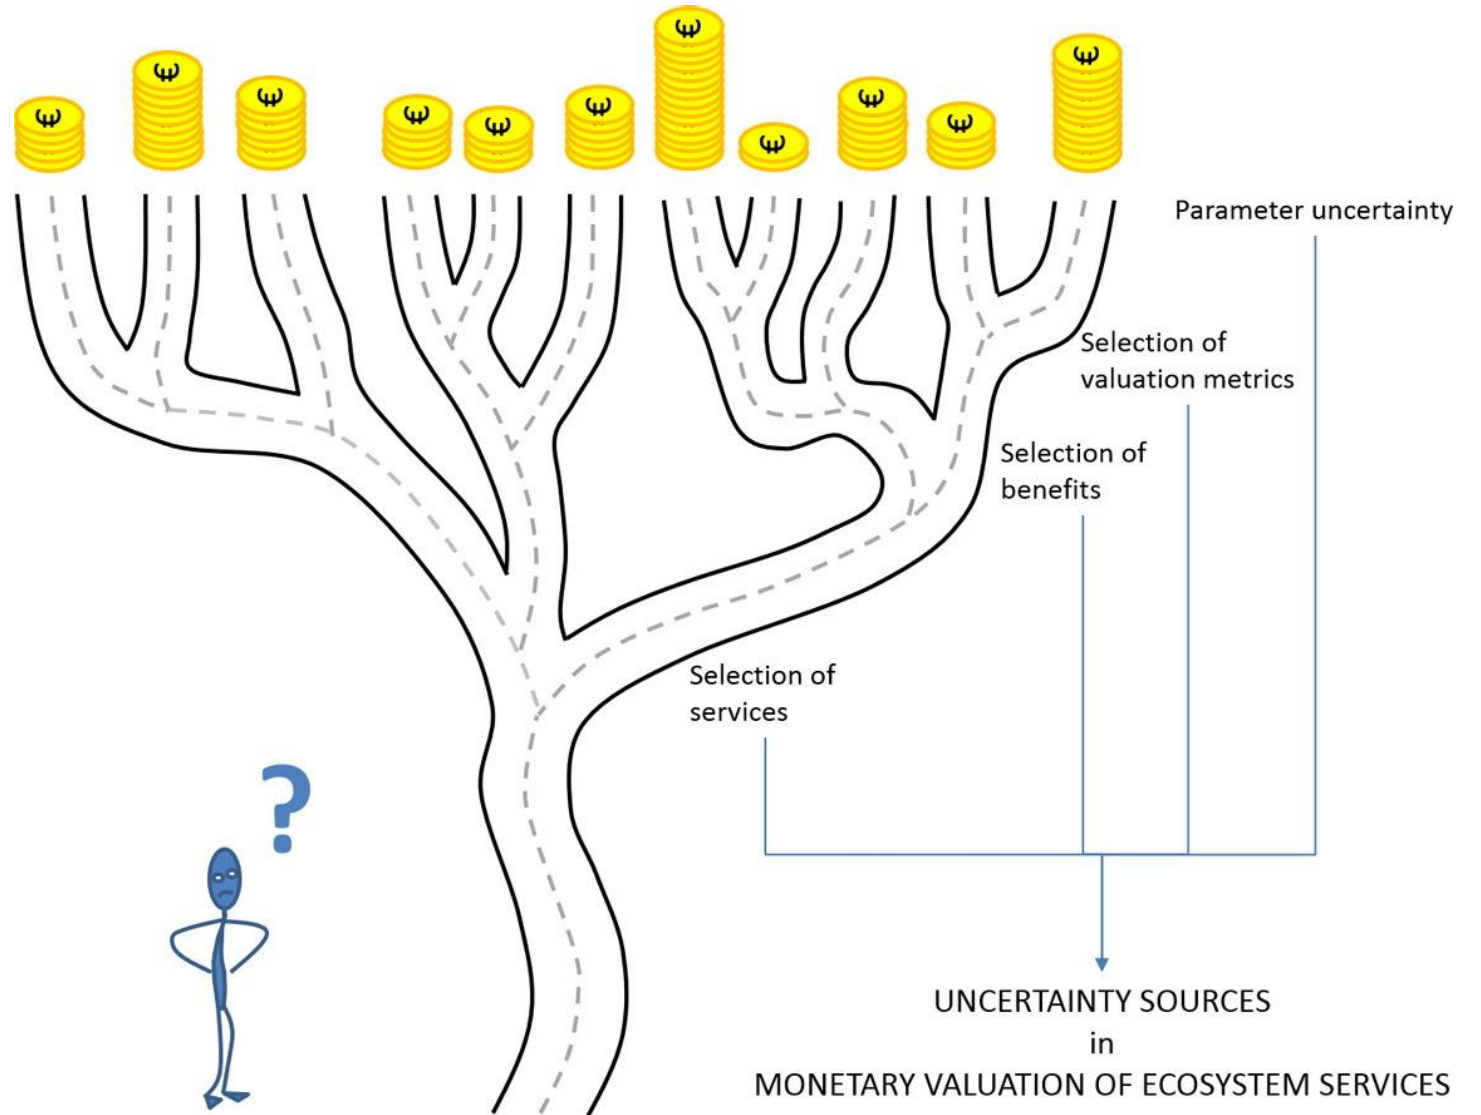 Parameter uncertainty
Selection of
valuation metrics
Selection of
benefits
Selection of
services
?
UNCERTAINTY SOURCES
in
MONETARY VALUATION OF ECOSYSTEM SERVICES